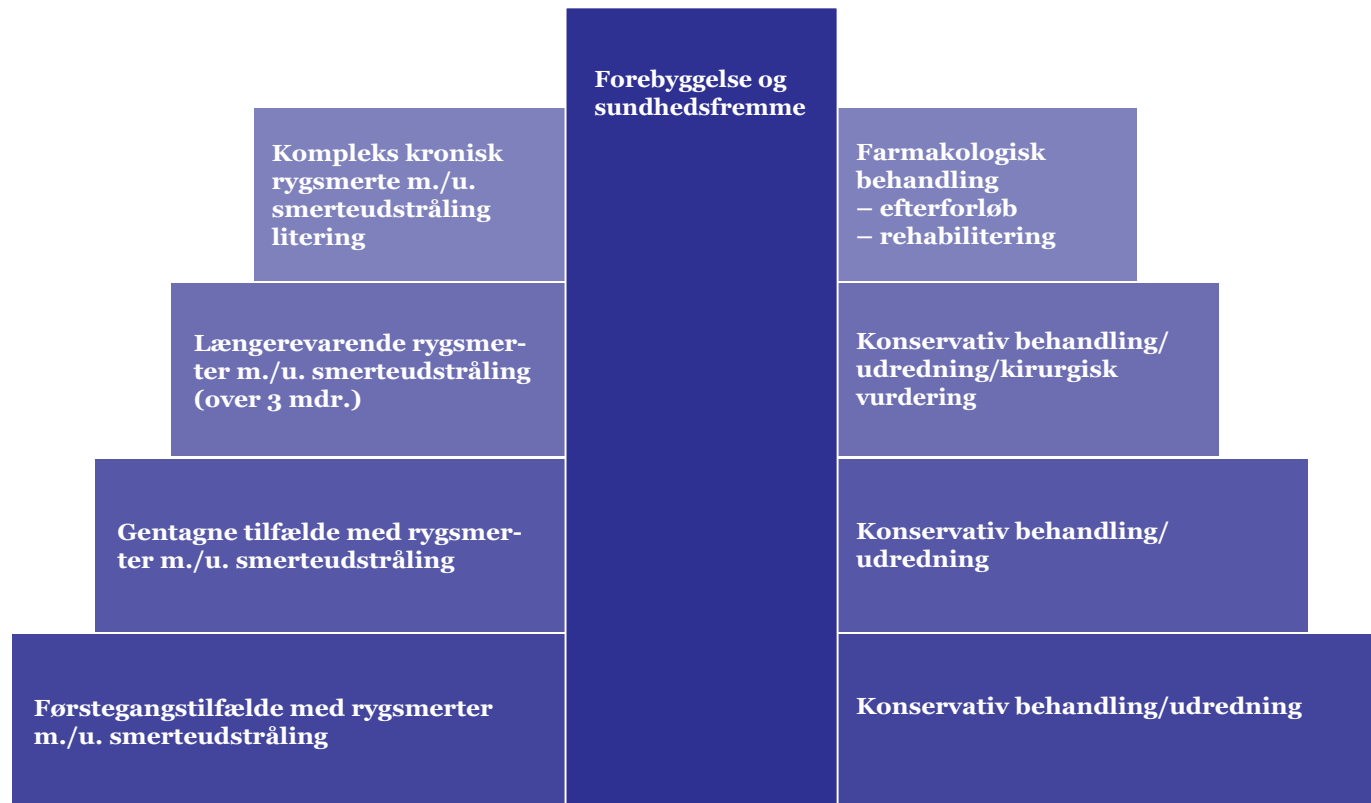 Forebyggelse og
sundhedsfremme
Kompleks kronisk
rygsmerte m./u.
smerteudstråling
litering
Farmakologisk
behandling
– efterforløb
– rehabilitering
Længerevarende rygsmer-
ter m./u. smerteudstråling
(over 3 mdr.)
Konservativ behandling/
udredning/kirurgisk
vurdering
Gentagne tilfælde med rygsmer-
ter m./u. smerteudstråling
Konservativ behandling/
udredning
Førstegangstilfælde med rygsmerter
m./u. smerteudstråling
Konservativ behandling/udredning